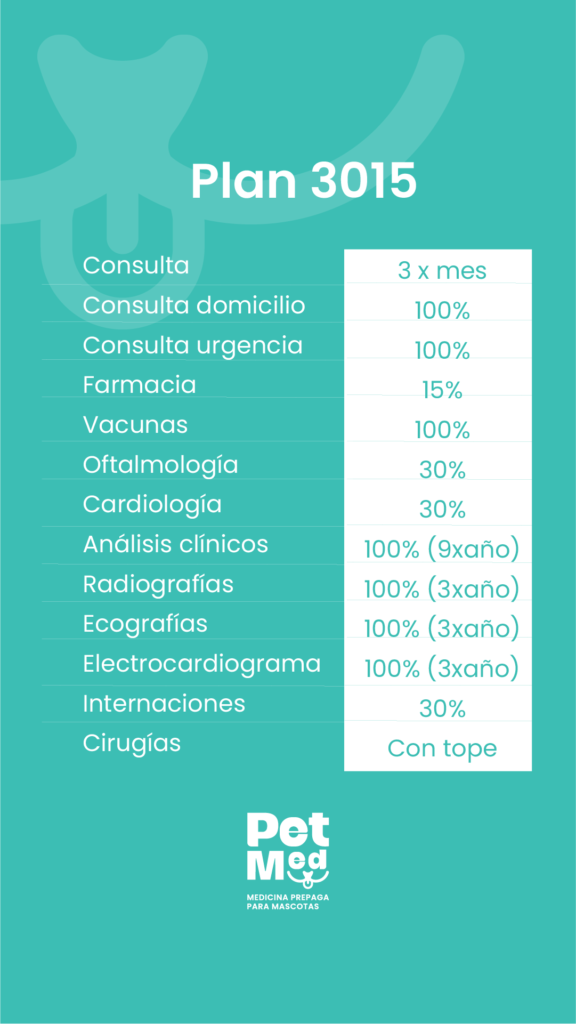 Plan 3015
Consulta 3 x mes
Consulta domicilio 100%
Consulta urgencia 100%
Farmacia 15%
Vacunas 100%
Oftalmología 30%
Cardiología 30%
Análisis clínicos 100% (9xaño)
Radiografías 100% (3xaño)
Ecografías 100% (3xaño)
Electrocardiograma 100% (3xaño)
Internaciones 30%
Cirugías Con tope
Pet
Med
MEDICINA PREPAGA
PARA MASCOTAS